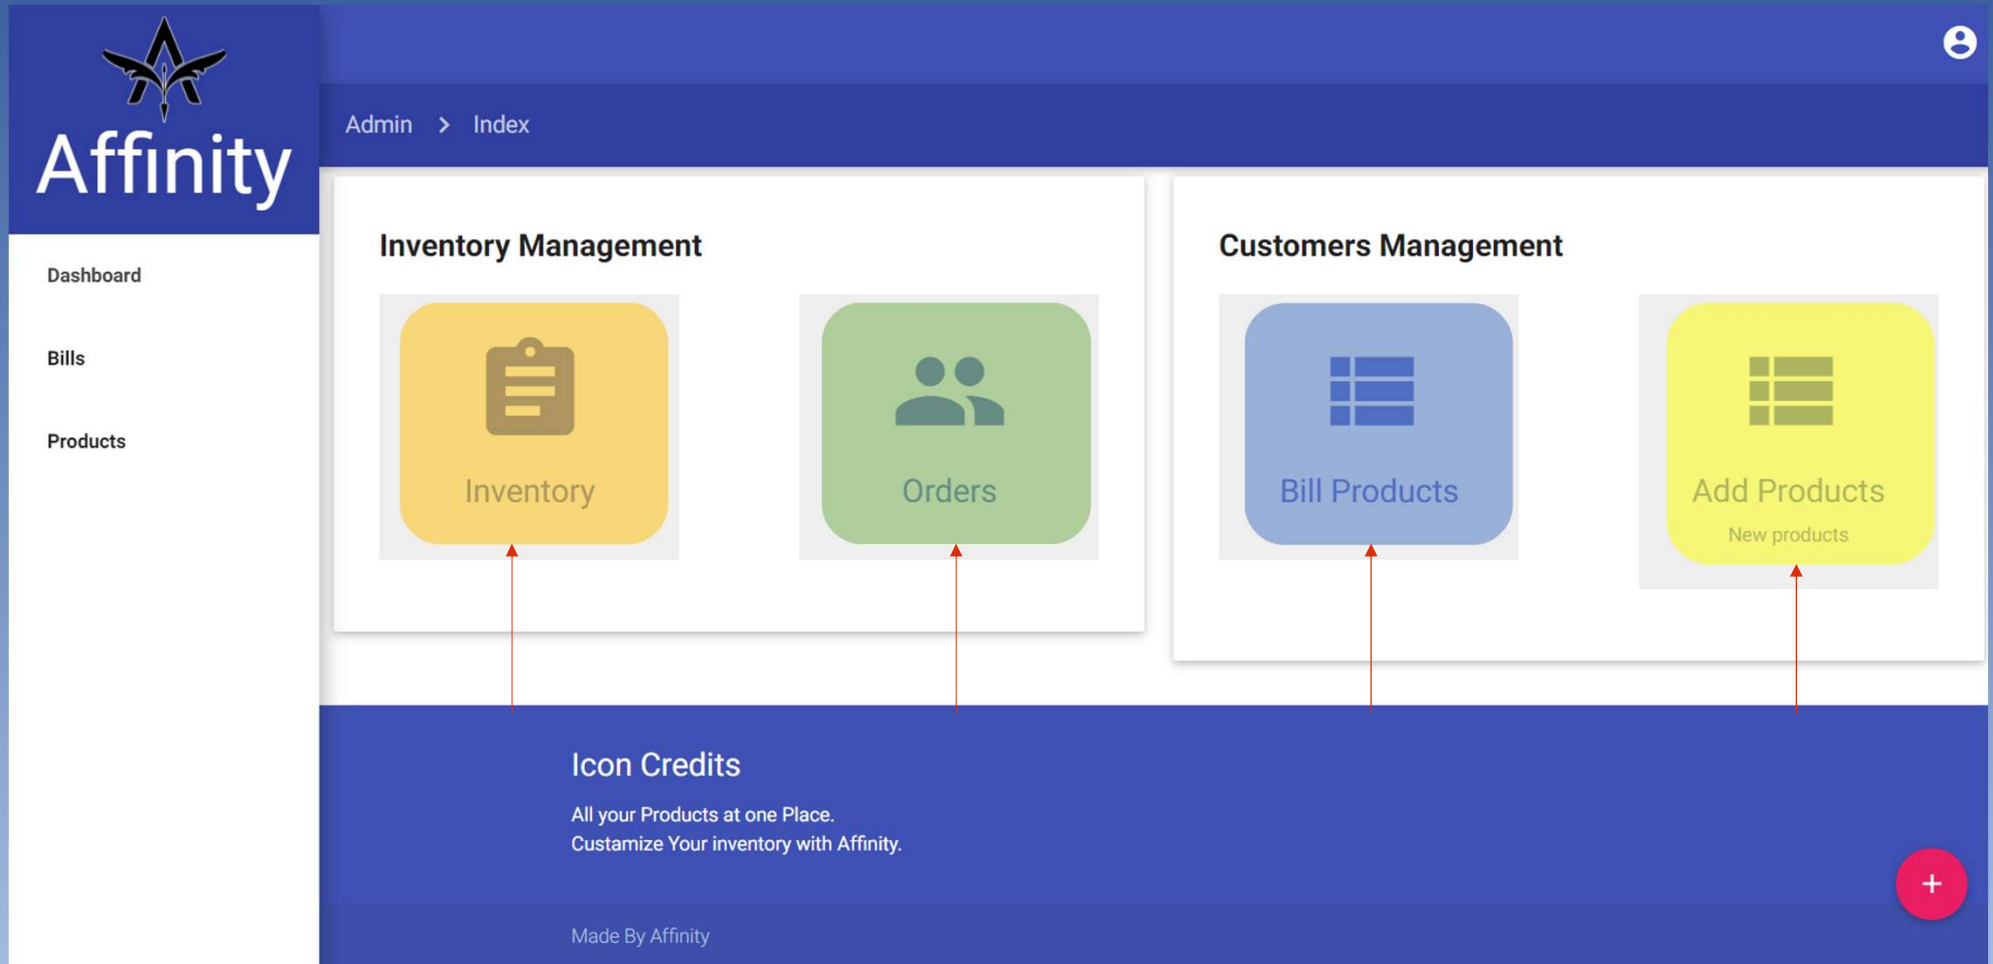 Affinity
Admin > Index
Dashboard
Bills
Products
Inventory Management
Inventory
Orders
Customers Management
Bill Products
Add Products
New products
Icon Credits
All your Products at one Place.
Custamize Your inventory with Affinity.
+
Made By Affinity